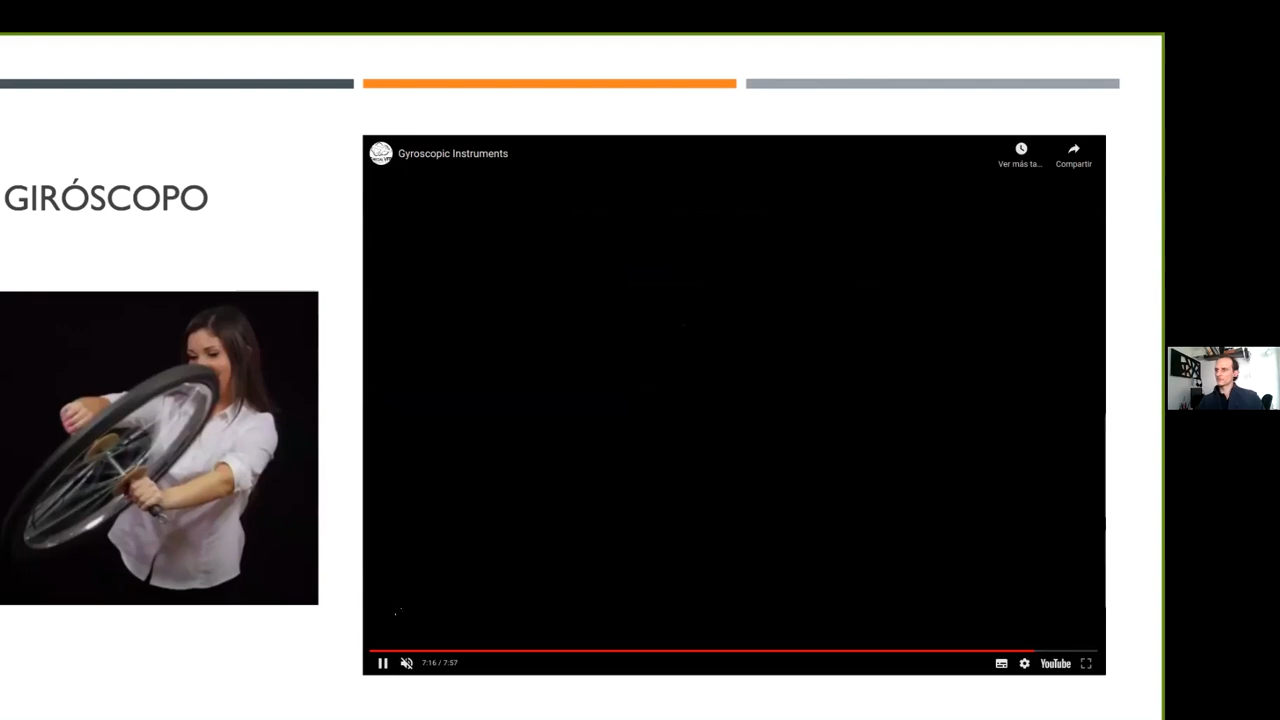 GIRÓSCOPO
Gyroscopic Instruments
Ver más ta...
Compartir
7:16 / 7:57
YouTube